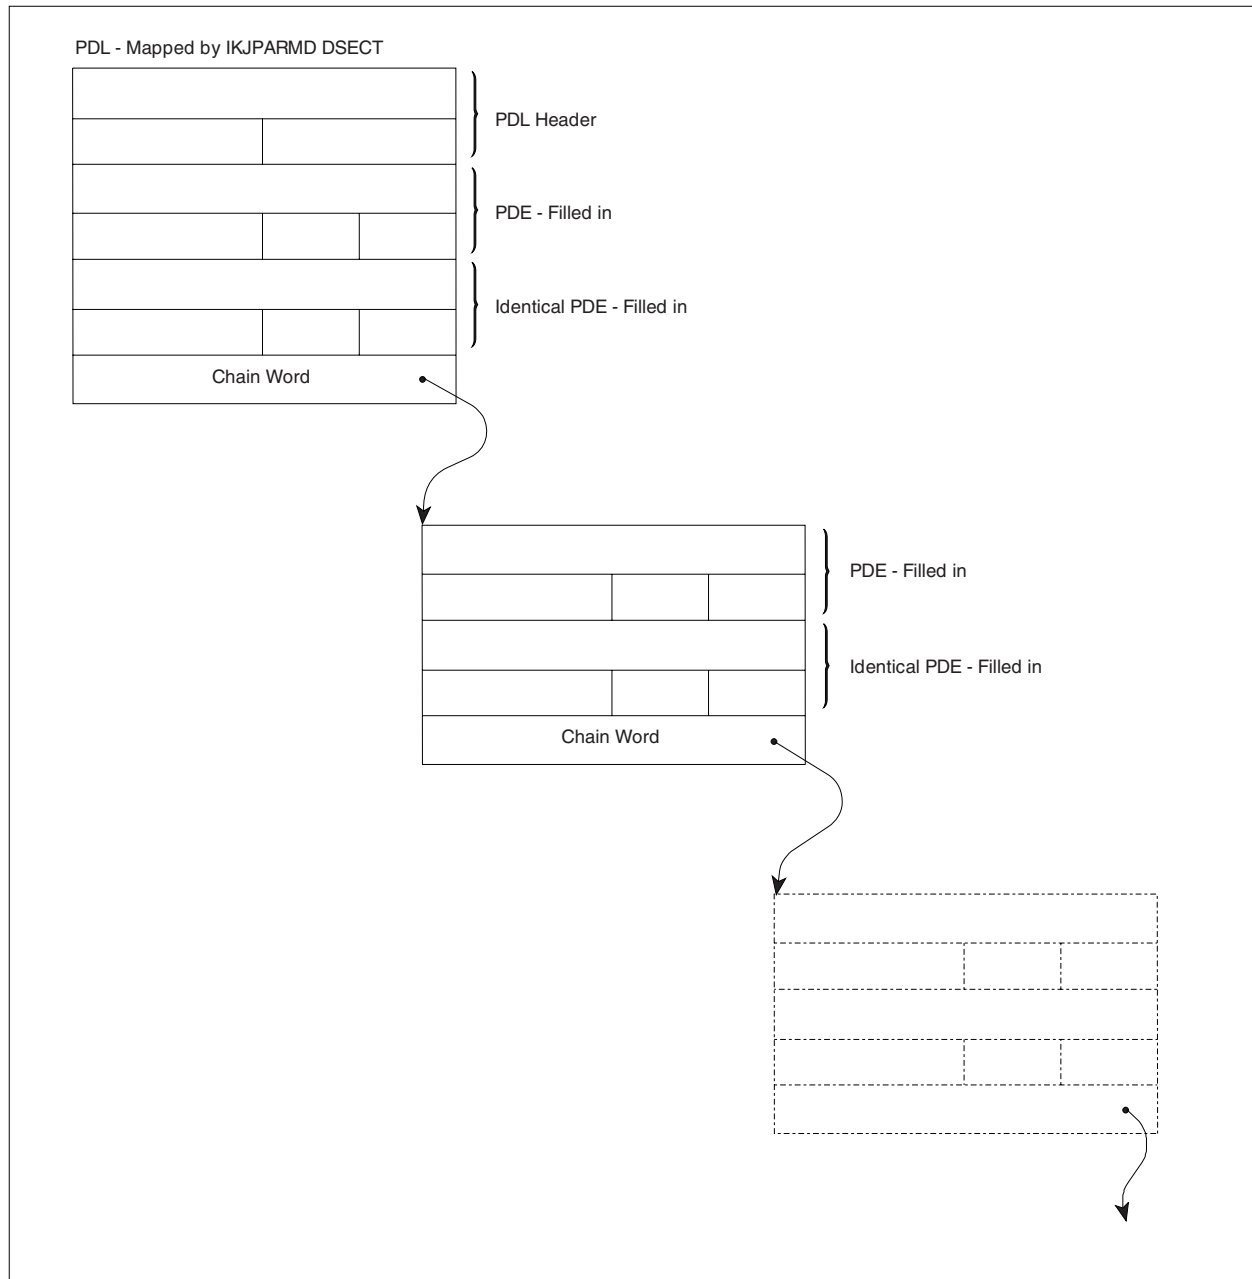 PDL - Mapped by IKJPARMD DSECT
PDL Header
PDE - Filled in
Identical PDE - Filled in
Chain Word
PDE - Filled in
Identical PDE - Filled in
Chain Word